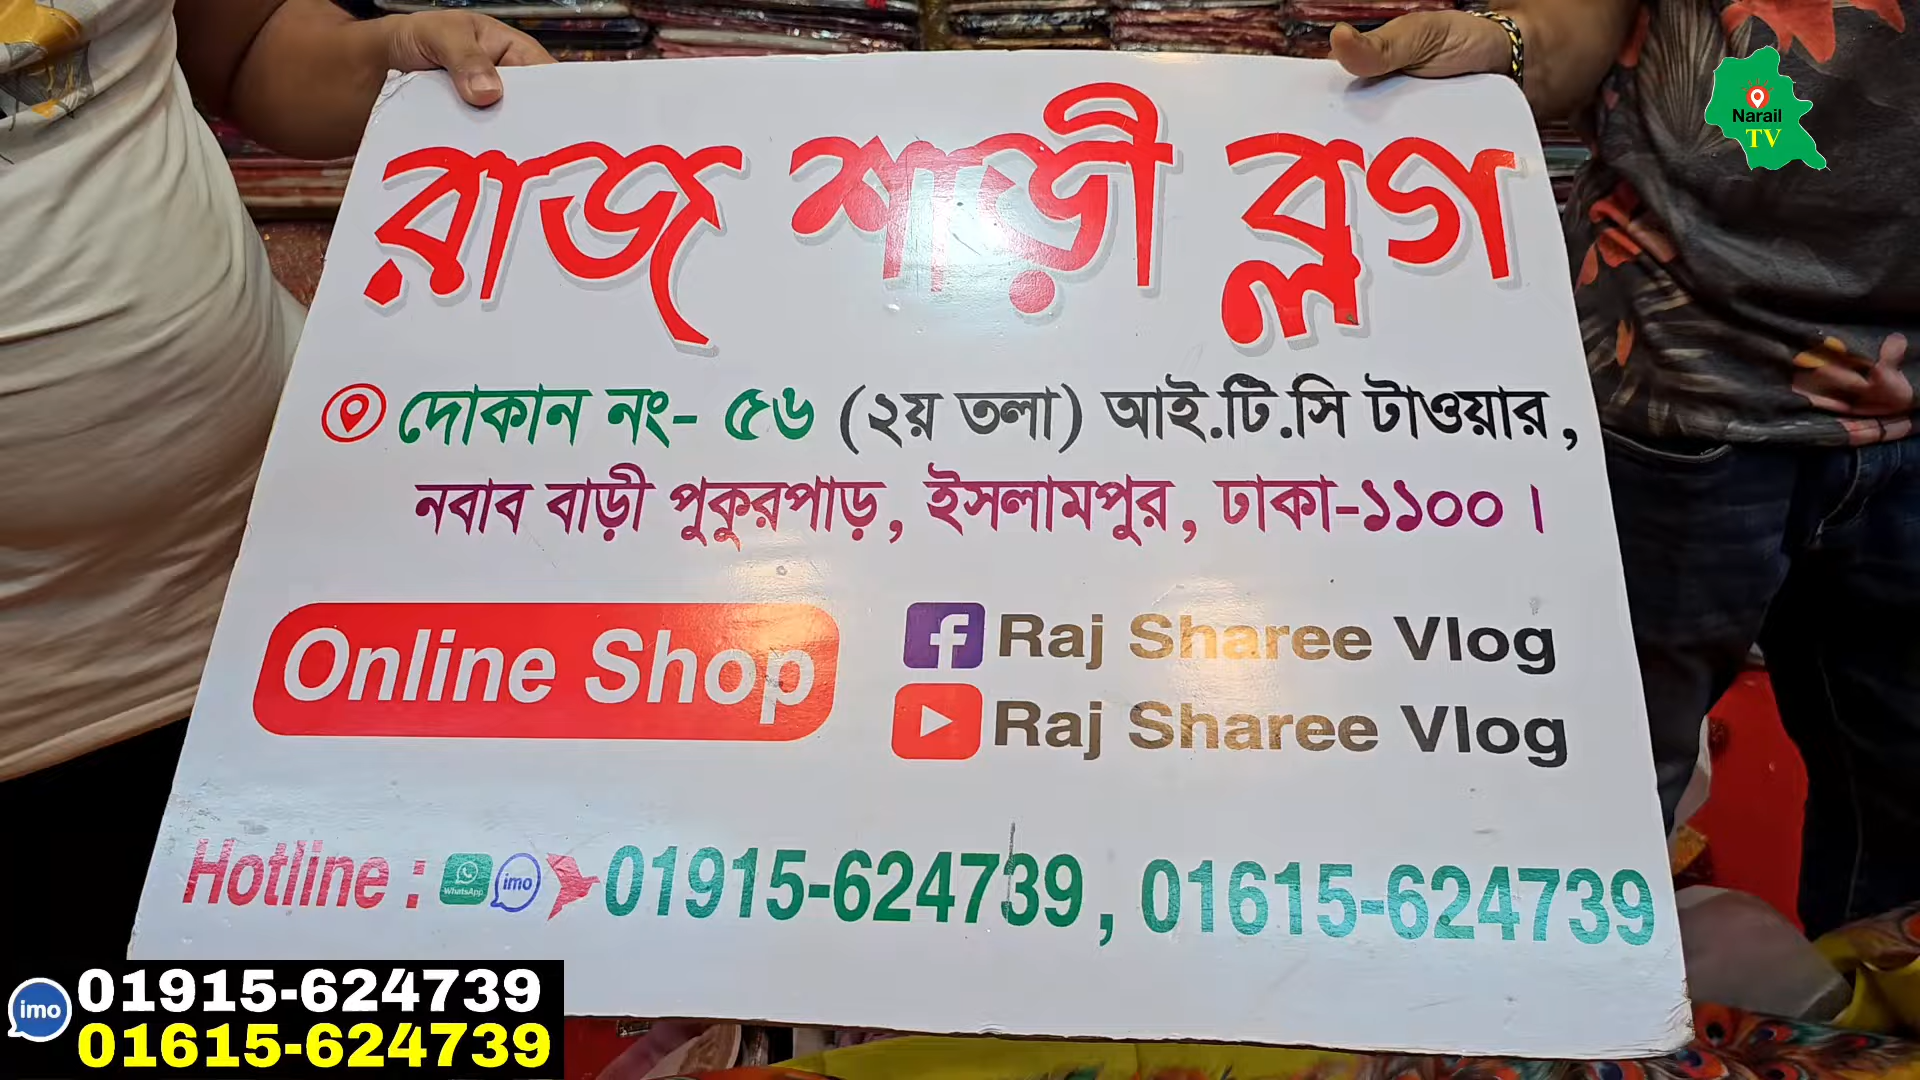 রাজ শাড়ী ব্লগ
দোকান নং- ৫৬ (২য় তলা) আই.টি.সি টাওয়ার,
নবাব বাড়ী পুকুরপাড়, ইসলামপুর, ঢাকা-১১০০।
Online Shop
Raj Sharee Vlog
Raj Sharee Vlog
Hotline : WhatsApp imo 01915-624739, 01615-624739
Narail
TV
imo 01915-624739
01615-624739